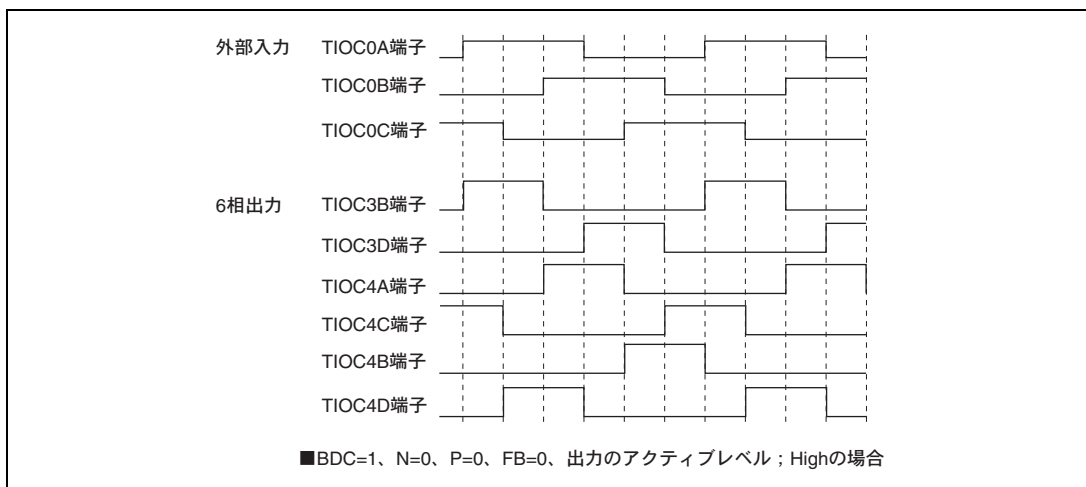 外部入力 TIOC0A端子
TIOC0B端子
TIOC0C端子
6相出力 TIOC3B端子
TIOC3D端子
TIOC4A端子
TIOC4C端子
TIOC4B端子
TIOC4D端子
■BDC=1、N=0、P=0、FB=0、出力のアクティブレベル；Highの場合